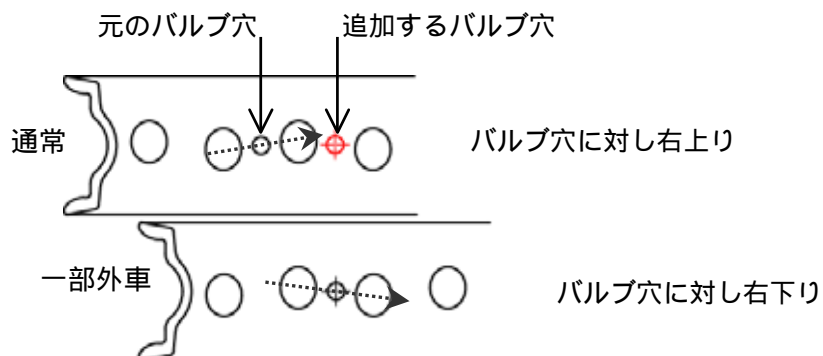 元のバルブ穴
追加するバルブ穴
通常
バルブ穴に対し右上り
一部外車
バルブ穴に対し右下り